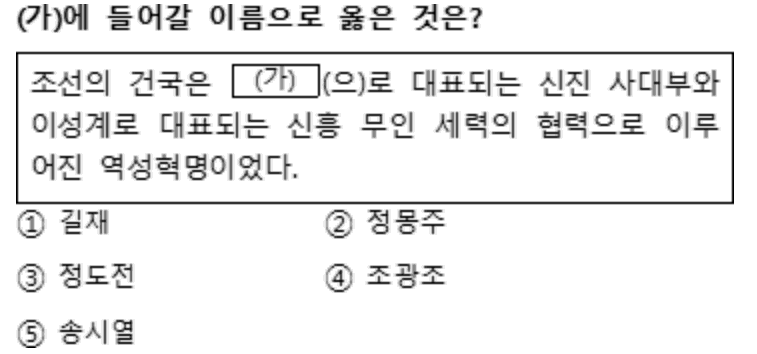 (가)에 들어갈 이름으로 옳은 것은?
조선의 건국은 (가) (으)로 대표되는 신진 사대부와
이성계로 대표되는 신흥 무인 세력의 협력으로 이루
어진 역성혁명이었다.
① 길재 ② 정몽주
③ 정도전 ④ 조광조
⑤ 송시열